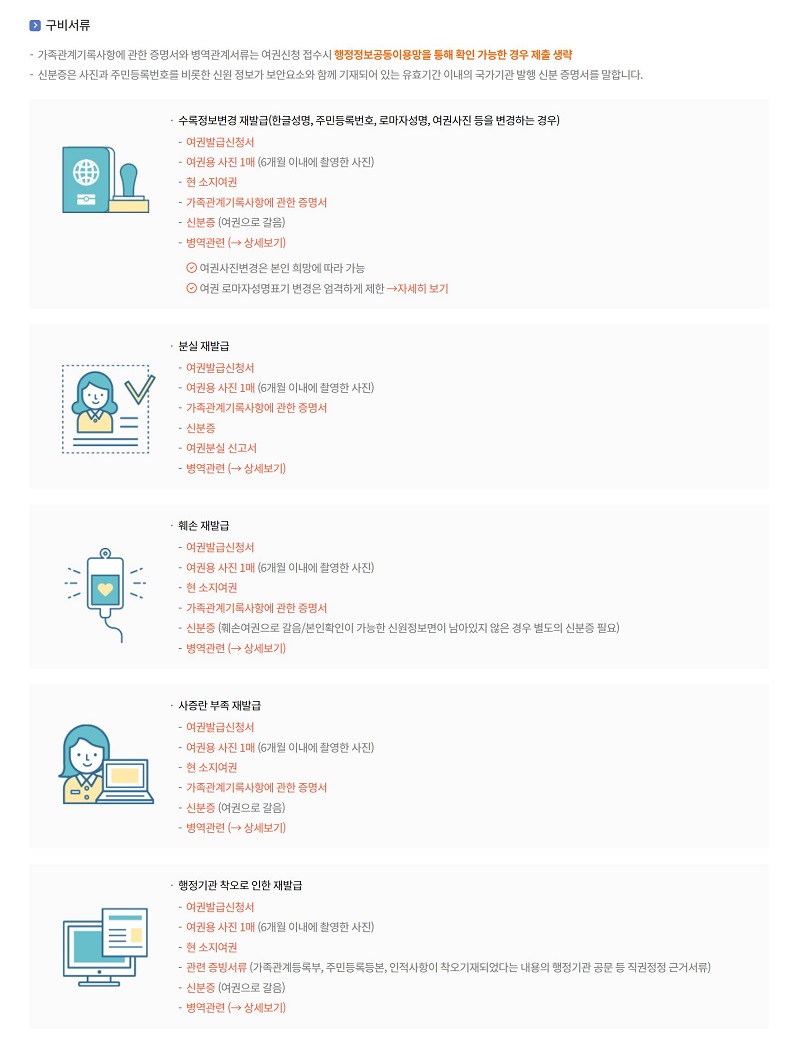 구비서류
- 가족관계기록사항에 관한 증명서와 병역관계서류는 여권신청 접수시 행정정보공동이용망을 통해 확인 가능한 경우 제출 생략
- 신분증은 사진과 주민등록번호를 비롯한 신원 정보가 보안요소와 함께 기재되어 있는 유효기간 이내의 국가기관 발행 신분 증명서를 말합니다.
· 수록정보변경 재발급(한글성명, 주민등록번호, 로마자성명, 여권사진 등을 변경하는 경우)
- 여권발급신청서
- 여권용 사진 1매 (6개월 이내에 촬영한 사진)
- 현 소지여권
- 가족관계기록사항에 관한 증명서
- 신분증 (여권으로 갈음)
- 병역관련 (→ 상세보기)
여권사진변경은 본인 희망에 따라 가능
여권 로마자성명표기 변경은 엄격하게 제한 →자세히 보기
· 분실 재발급
- 여권발급신청서
- 여권용 사진 1매 (6개월 이내에 촬영한 사진)
- 가족관계기록사항에 관한 증명서
- 신분증
- 여권분실 신고서
- 병역관련 (→ 상세보기)
· 훼손 재발급
- 여권발급신청서
- 여권용 사진 1매 (6개월 이내에 촬영한 사진)
- 현 소지여권
- 가족관계기록사항에 관한 증명서
- 신분증 (훼손여권으로 갈음/본인확인이 가능한 신원정보면이 남아있지 않은 경우 별도의 신분증 필요)
- 병역관련 (→ 상세보기)
· 사증란 부족 재발급
- 여권발급신청서
- 여권용 사진 1매 (6개월 이내에 촬영한 사진)
- 현 소지여권
- 가족관계기록사항에 관한 증명서
- 신분증 (여권으로 갈음)
- 병역관련 (→ 상세보기)
· 행정기관 착오로 인한 재발급
- 여권발급신청서
- 여권용 사진 1매 (6개월 이내에 촬영한 사진)
- 현 소지여권
- 관련 증빙서류 (가족관계등록부, 주민등록등본, 인적사항이 착오기재되었다는 내용의 행정기관 공문 등 직권정정 근거서류)
- 신분증 (여권으로 갈음)
- 병역관련 (→ 상세보기)